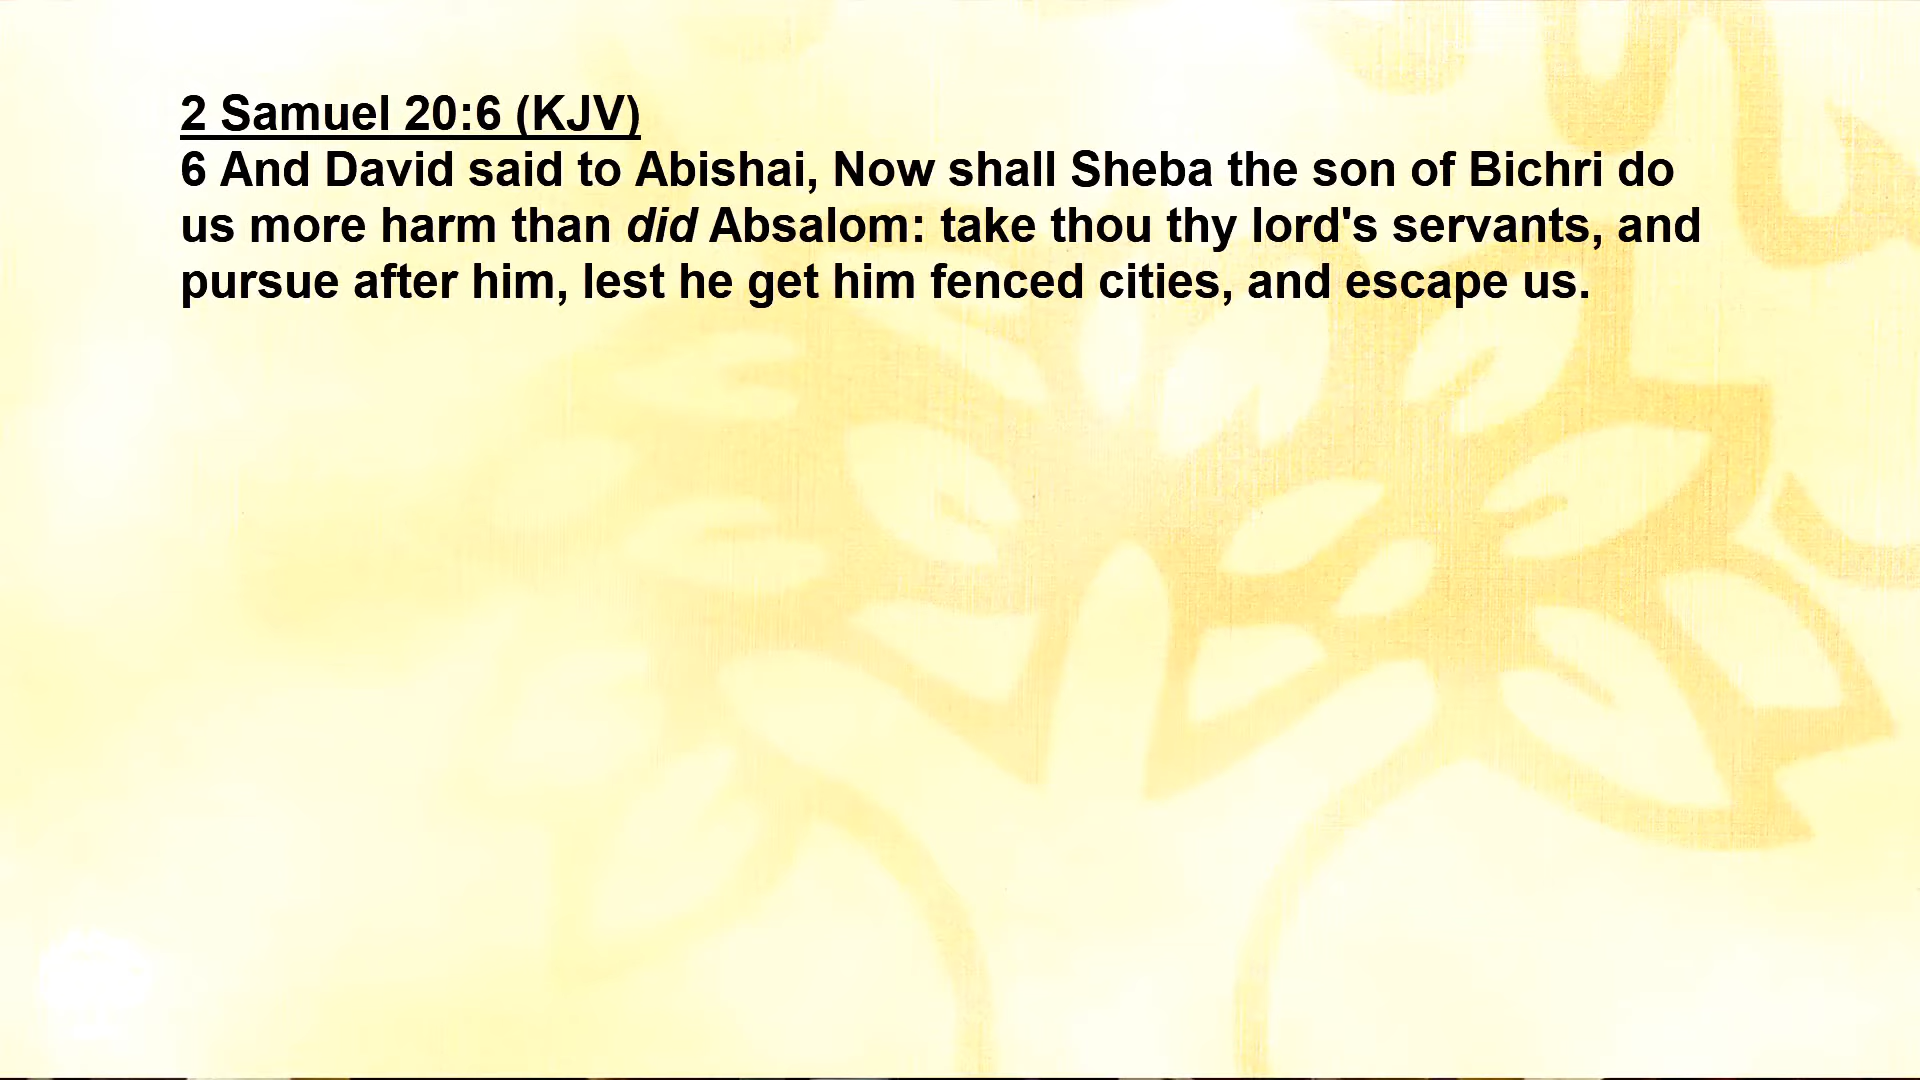 2 Samuel 20:6 (KJV)
6 And David said to Abishai, Now shall Sheba the son of Bichri do
us more harm than did Absalom: take thou thy lord's servants, and
pursue after him, lest he get him fenced cities, and escape us.